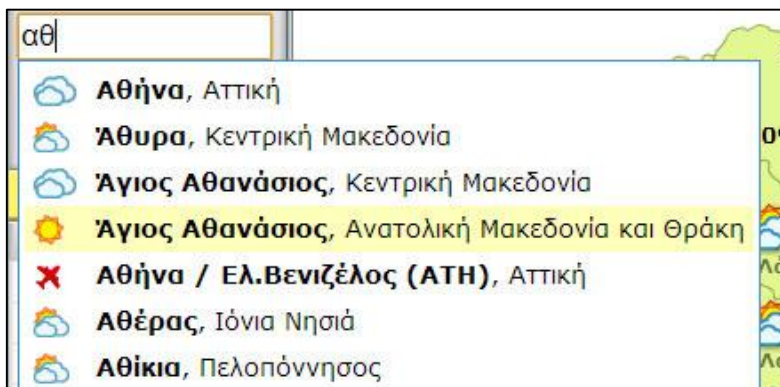 αθ
Αθήνα, Αττική
Άθυρα, Κεντρική Μακεδονία
Άγιος Αθανάσιος, Κεντρική Μακεδονία
Άγιος Αθανάσιος, Ανατολική Μακεδονία και Θράκη
Αθήνα / Ελ.Βενιζέλος (ATH), Αττική
Αθέρας, Ιόνια Νησιά
Αθίκια, Πελοπόννησος